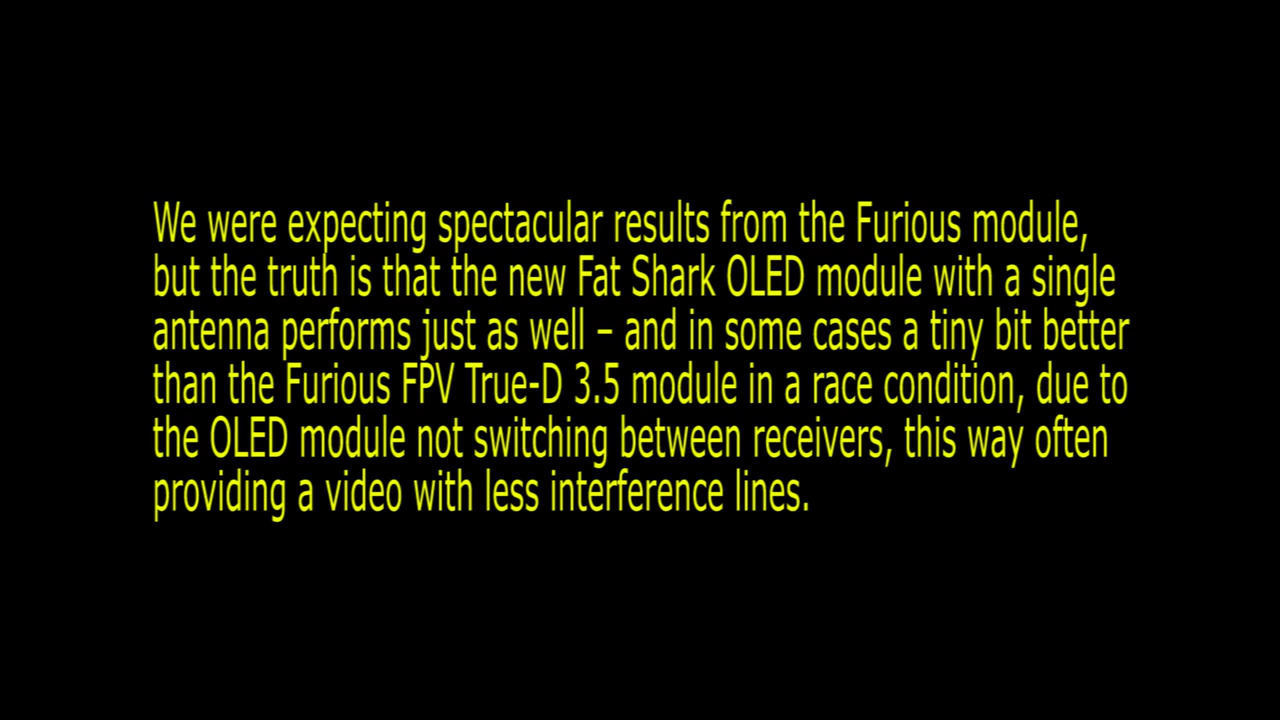 We were expecting spectacular results from the Furious module,
but the truth is that the new Fat Shark OLED module with a single
antenna performs just as well – and in some cases a tiny bit better
than the Furious FPV True-D 3.5 module in a race condition, due to
the OLED module not switching between receivers, this way often
providing a video with less interference lines.